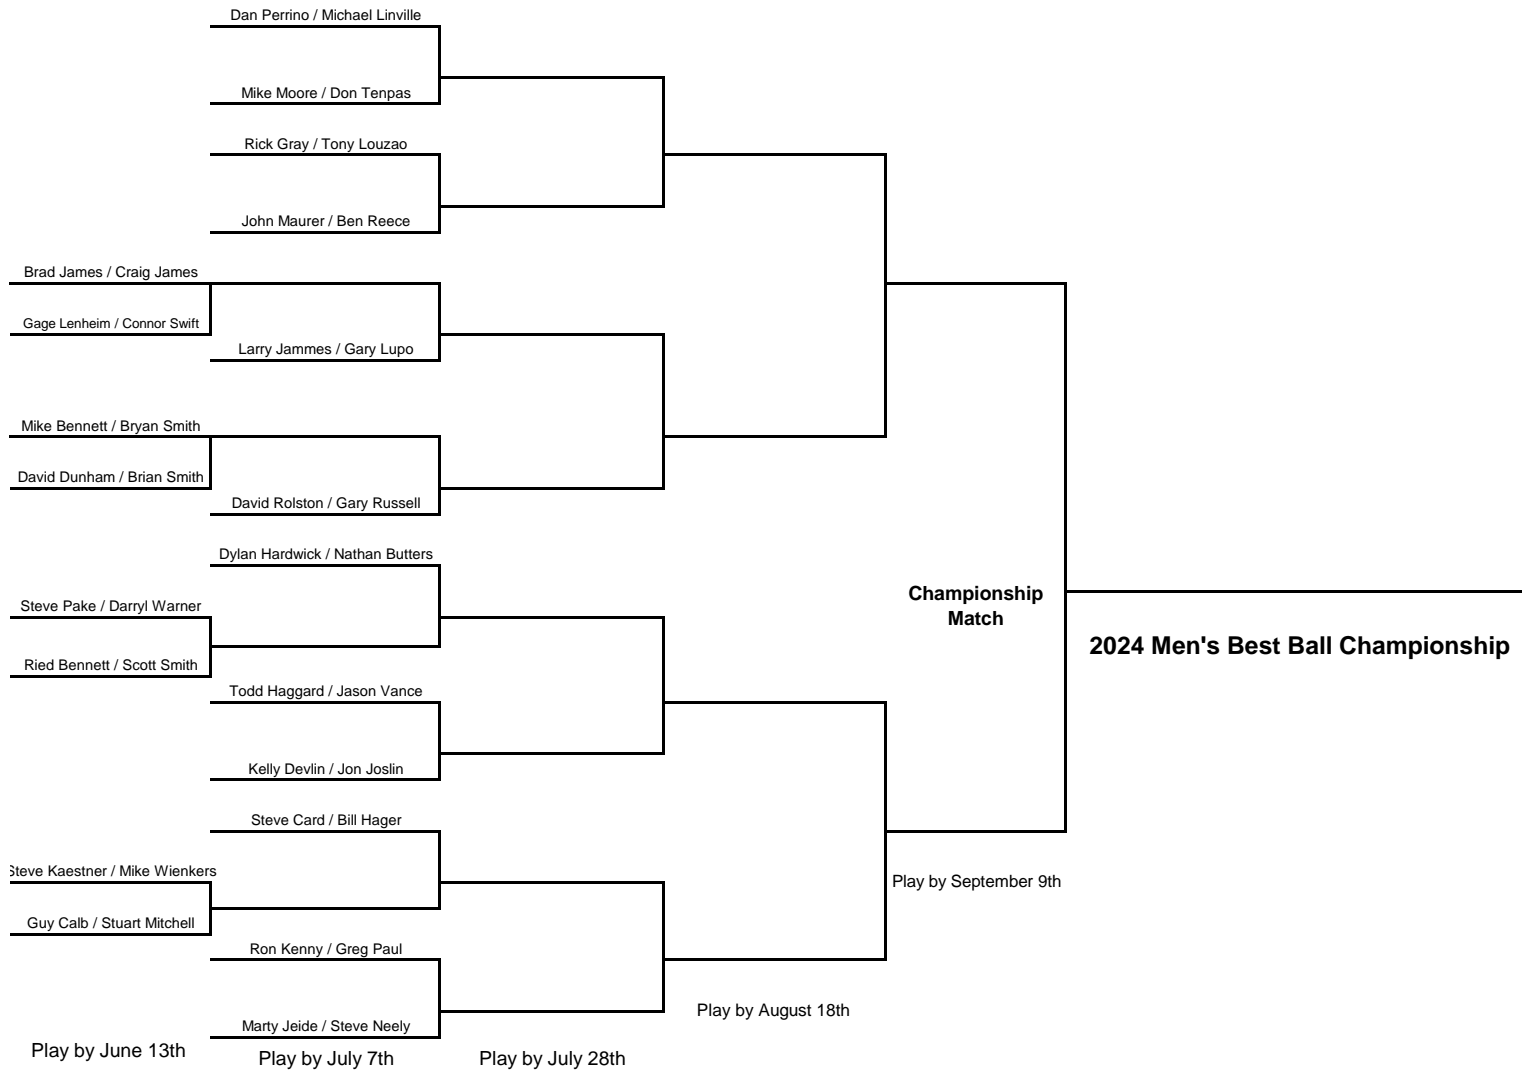 Dan Perrino / Michael Linville
Mike Moore / Don Tenpas
Rick Gray / Tony Louzao
John Maurer / Ben Reece
Brad James / Craig James
Gage Lenheim / Connor Swift
Larry Jammes / Gary Lupo
Mike Bennett / Bryan Smith
David Dunham / Brian Smith
David Rolston / Gary Russell
Dylan Hardwick / Nathan Butters
Steve Pake / Darryl Warner
Ried Bennett / Scott Smith
Todd Haggard / Jason Vance
Kelly Devlin / Jon Joslin
Steve Card / Bill Hager
Steve Kaestner / Mike Wienkers
Guy Calb / Stuart Mitchell
Ron Kenny / Greg Paul
Marty Jeide / Steve Neely
Play by June 13th
Play by July 7th
Play by July 28th
Play by August 18th
Play by September 9th
Championship
Match
2024 Men's Best Ball Championship